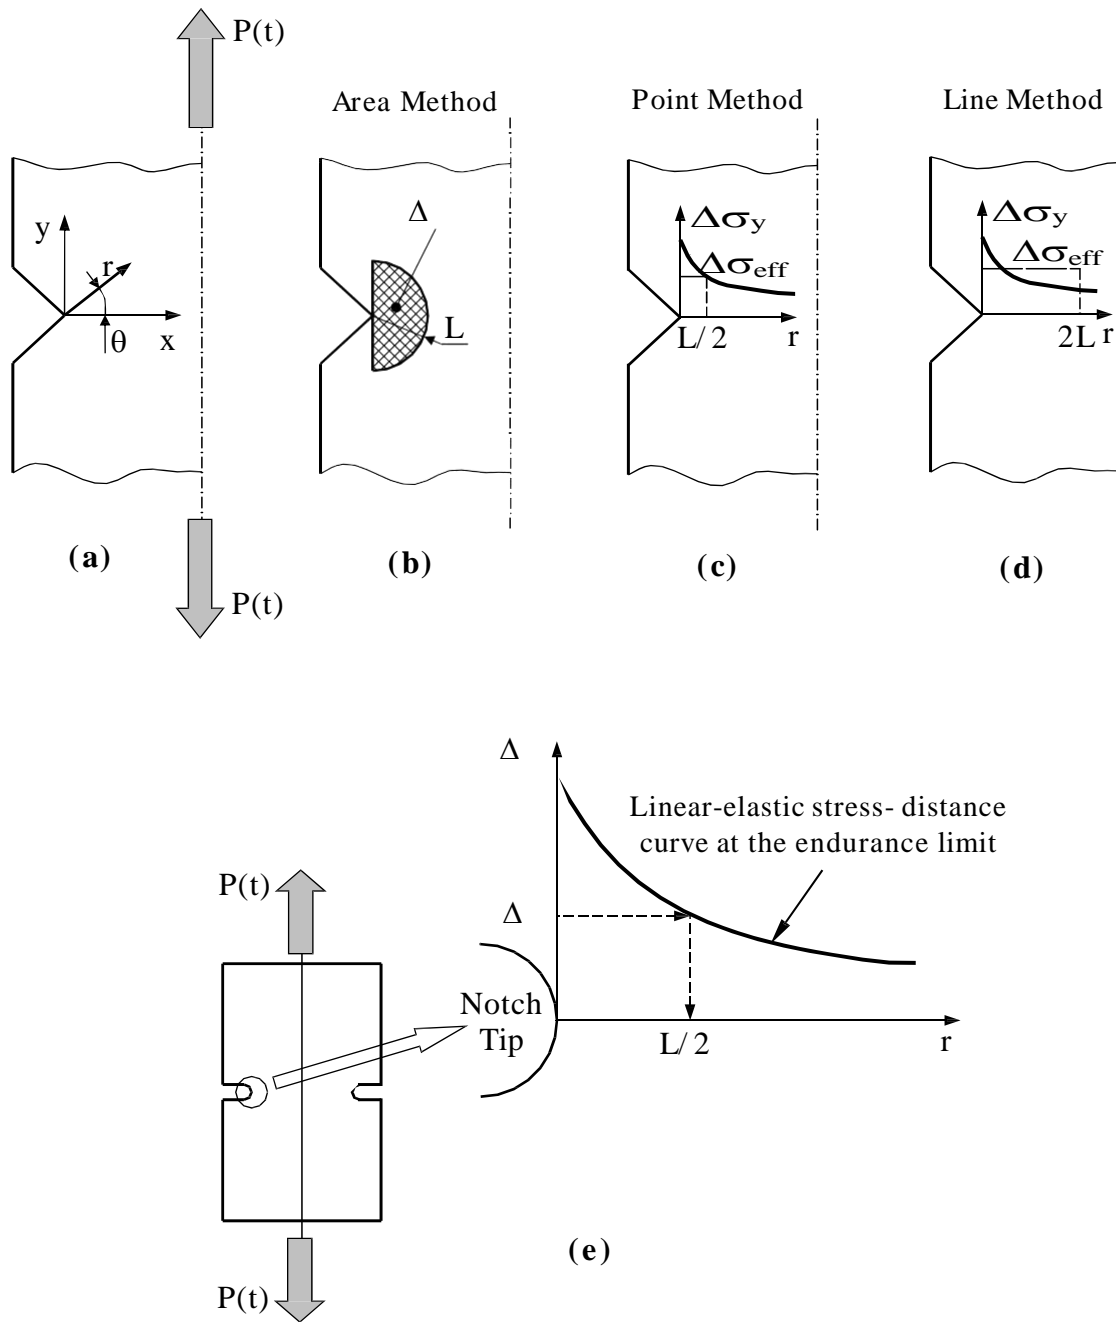 P(t)
Area Method
Point Method
Line Method
y
r
x
θ
P(t)
(a)
Δ
L
(b)
Δσy
Δσeff
L/2
r
(c)
Δσy
Δσeff
2L
r
(d)
Δ
Linear-elastic stress- distance
curve at the endurance limit
Δ
Notch
Tip
L/2
r
P(t)
P(t)
(e)